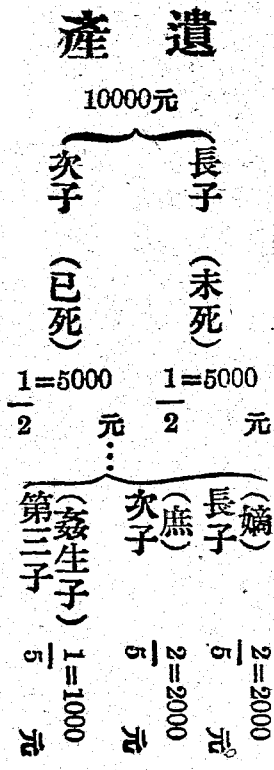 遺產
10000元
長子（未死）
1/2=5000元
次子（已死）
1/2=5000元
（嫡）長子 2/5=2000元。
（庶）次子 2/5=2000元
（姦生子）第三子 1/5=1000元